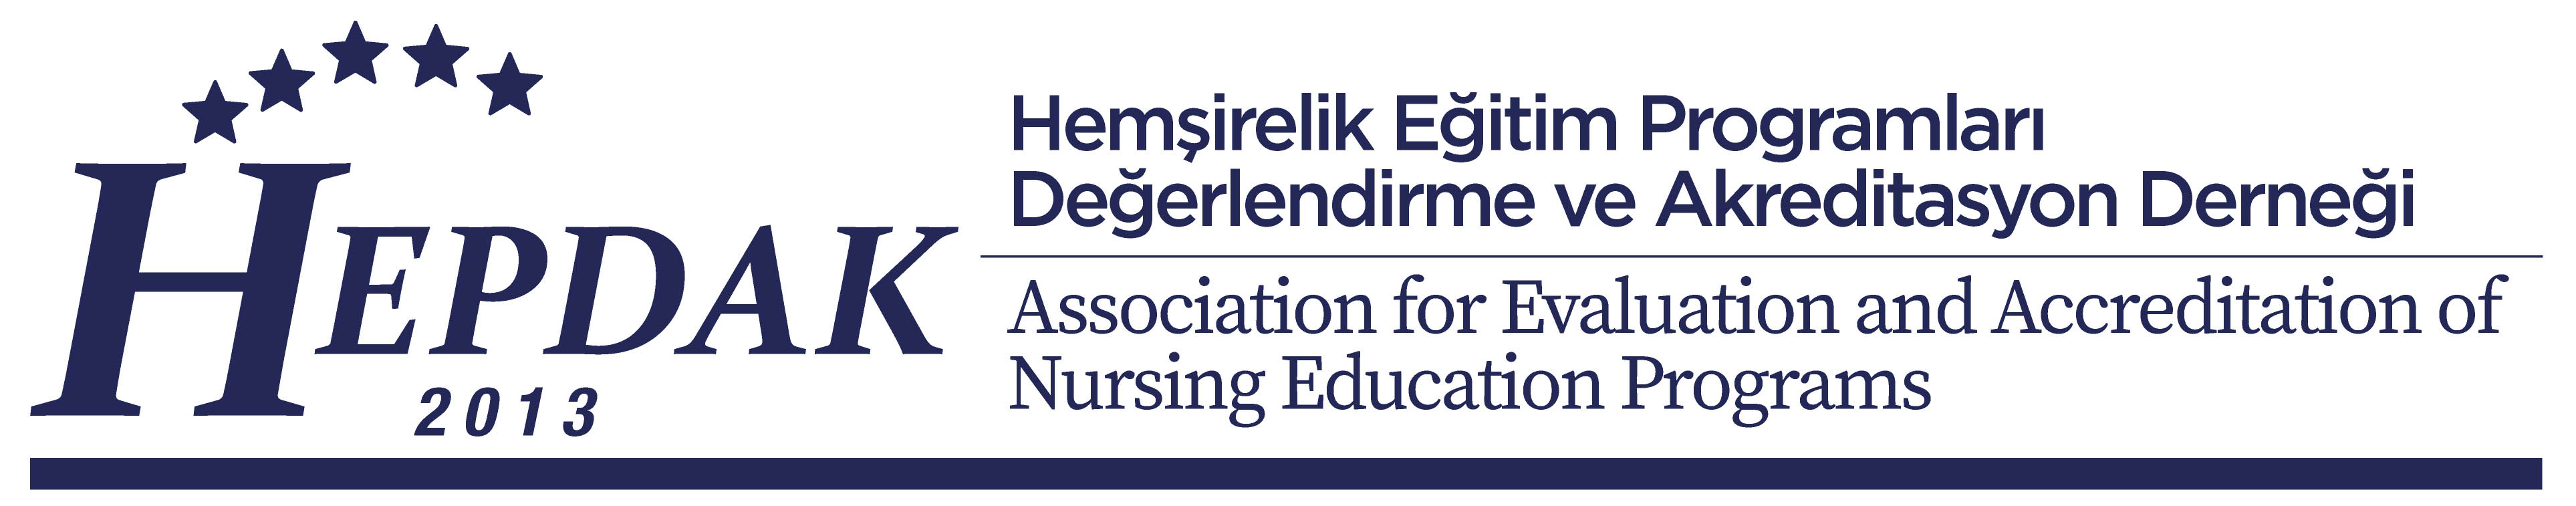 HEPDAK
2013
Hemşirelik Eğitim Programları
Değerlendirme ve Akreditasyon Derneği
Association for Evaluation and Accreditation of
Nursing Education Programs